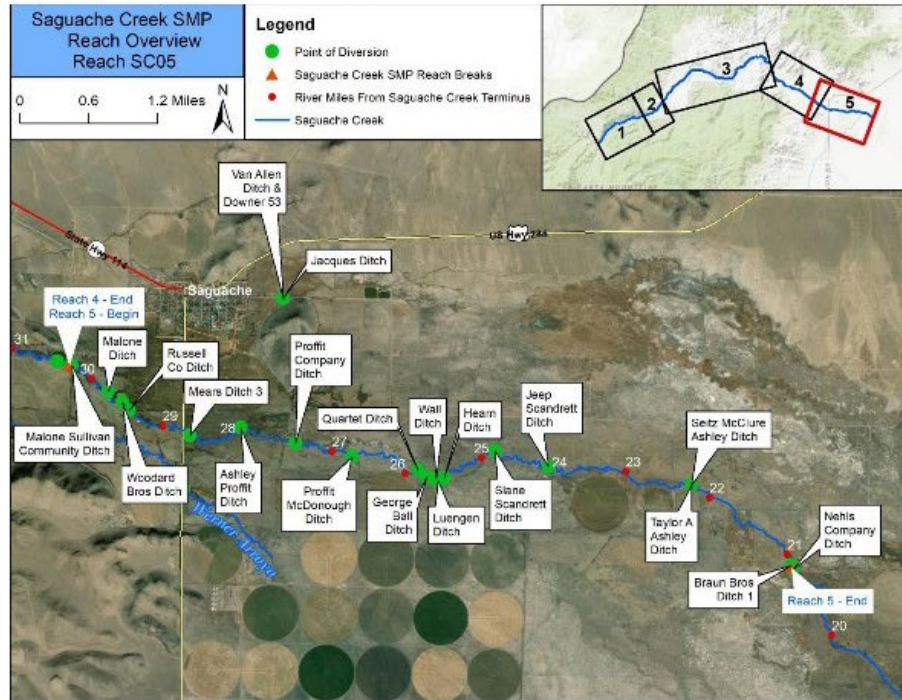 Saguache Creek SMP
Reach Overview
Reach SC05
0 0.6 1.2 Miles
N
Legend
Point of Diversion
Saguache Creek SMP Reach Breaks
River Miles From Saguache Creek Terminus
Saguache Creek
1
2
3
4
5
Van Allen
Ditch &
Downer 53
State Hwy 114
US Hwy 285
Jacques Ditch
Saguache
Reach 4 - End
Reach 5 - Begin
31
Malone
Ditch
Russell
Co Ditch
30
Mears Ditch 3
29
Proffit
Company
Ditch
28
27
Quartet Ditch
Wall
Ditch
Hearn
Ditch
Jeep
Scandrett
Ditch
26
25
24
23
Seitz McClure
Ashley Ditch
22
Malone Sullivan
Community Ditch
Woodard
Bros Ditch
Ashley
Proffit
Ditch
Proffit
McDonough
Ditch
George
Ball
Ditch
Luengen
Ditch
Slane
Scandrett
Ditch
Taylor A
Ashley
Ditch
Nehls
Company
Ditch
21
Werner Arroyo
Braun Bros
Ditch 1
Reach 5 - End
20